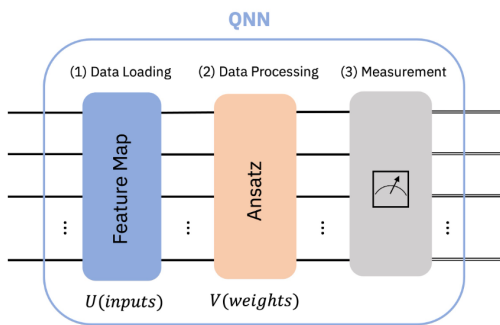 QNN
(1) Data Loading
(2) Data Processing
(3) Measurement
Feature Map
Ansatz
U(inputs)
V(weights)